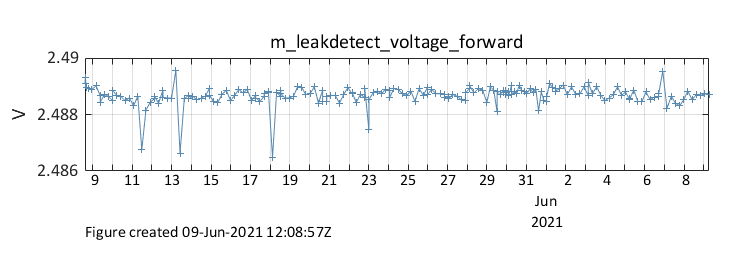 m_leakdetect_voltage_forward
2.49
2.488
2.486
V
9 11 13 15 17 19 21 23 25 27 29 31 2 4 6 8
Jun
2021
Figure created 09-Jun-2021 12:08:57Z